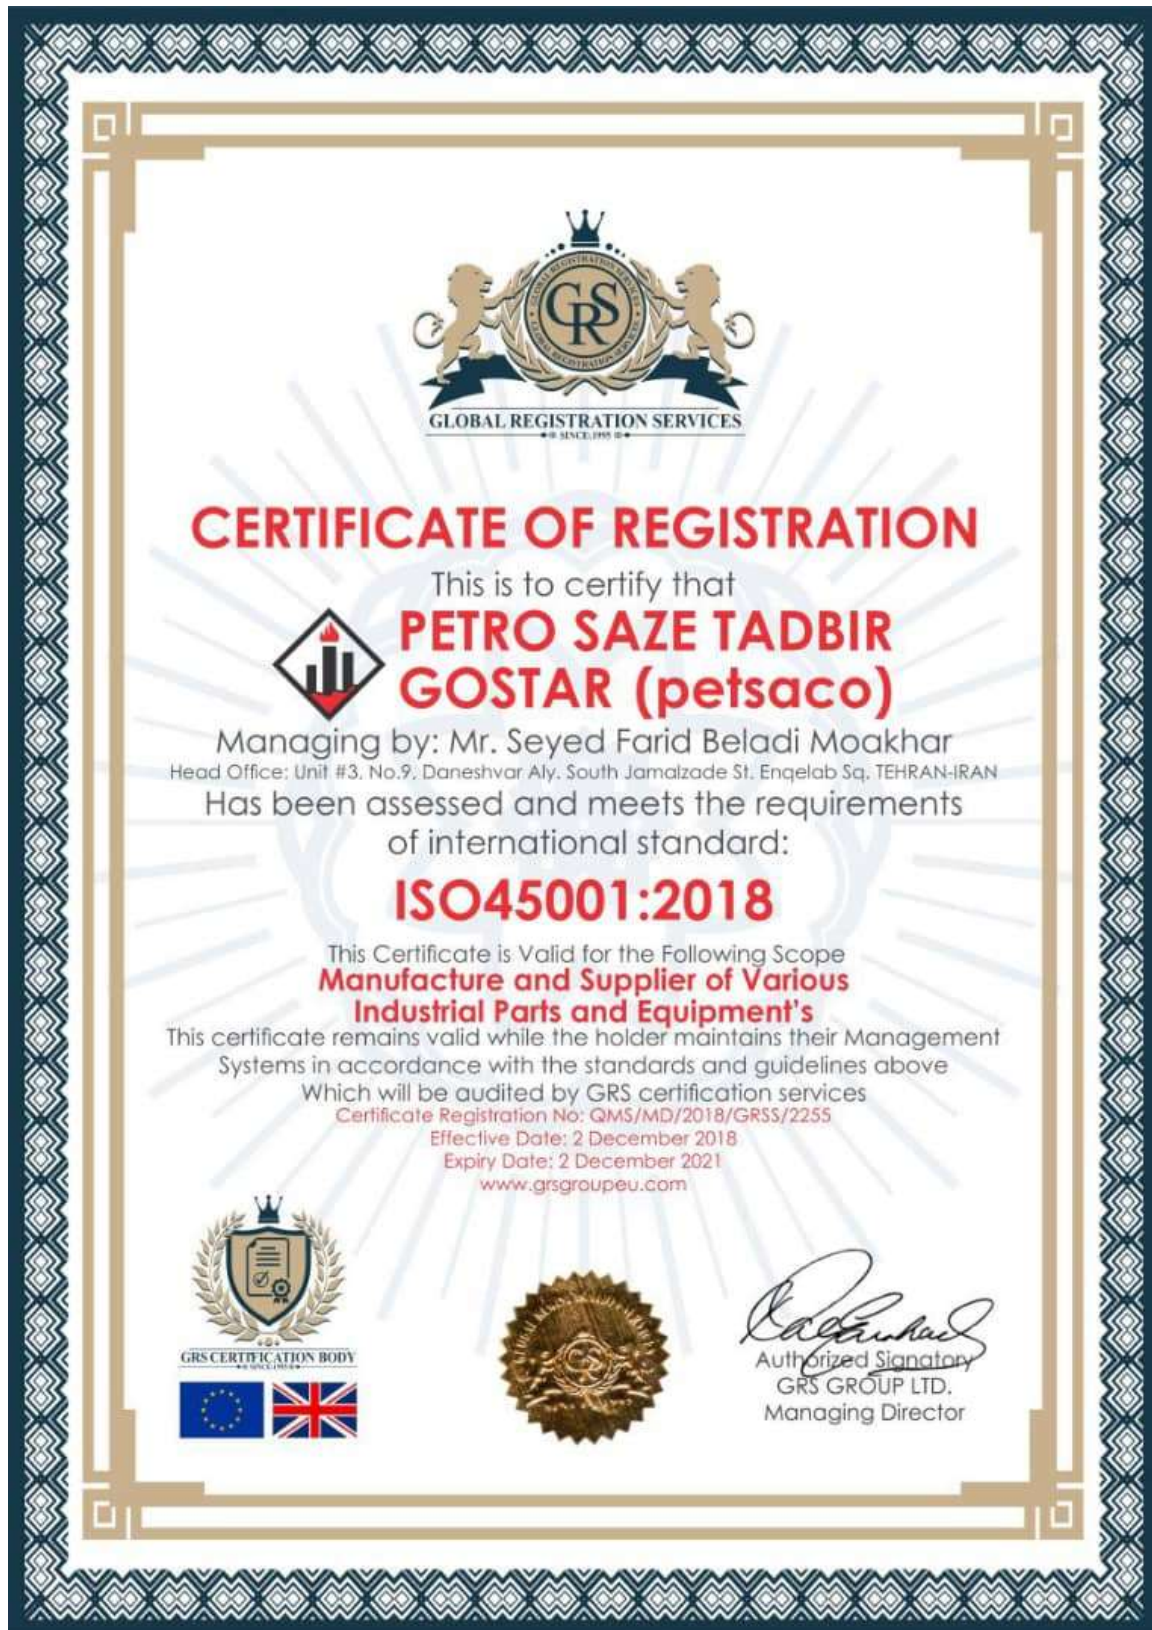 GRS
GLOBAL REGISTRATION SERVICES
SINCE:1995
CERTIFICATE OF REGISTRATION
This is to certify that
PETRO SAZE TADBIR
GOSTAR (petsaco)
Managing by: Mr. Seyed Farid Beladi Moakhar
Head Office: Unit #3, No.9, Daneshvar Aly. South Jamalzade St. Enqelab Sq. TEHRAN-IRAN
Has been assessed and meets the requirements
of international standard:
ISO45001:2018
This Certificate is Valid for the Following Scope
Manufacture and Supplier of Various
Industrial Parts and Equipment's
This certificate remains valid while the holder maintains their Management
Systems in accordance with the standards and guidelines above
Which will be audited by GRS certification services
Certificate Registration No: QMS/MD/2018/GRSS/2255
Effective Date: 2 December 2018
Expiry Date: 2 December 2021
www.grsgroupeu.com
GRS CERTIFICATION BODY
SINCE:1995
Authorized Signatory
GRS GROUP LTD.
Managing Director